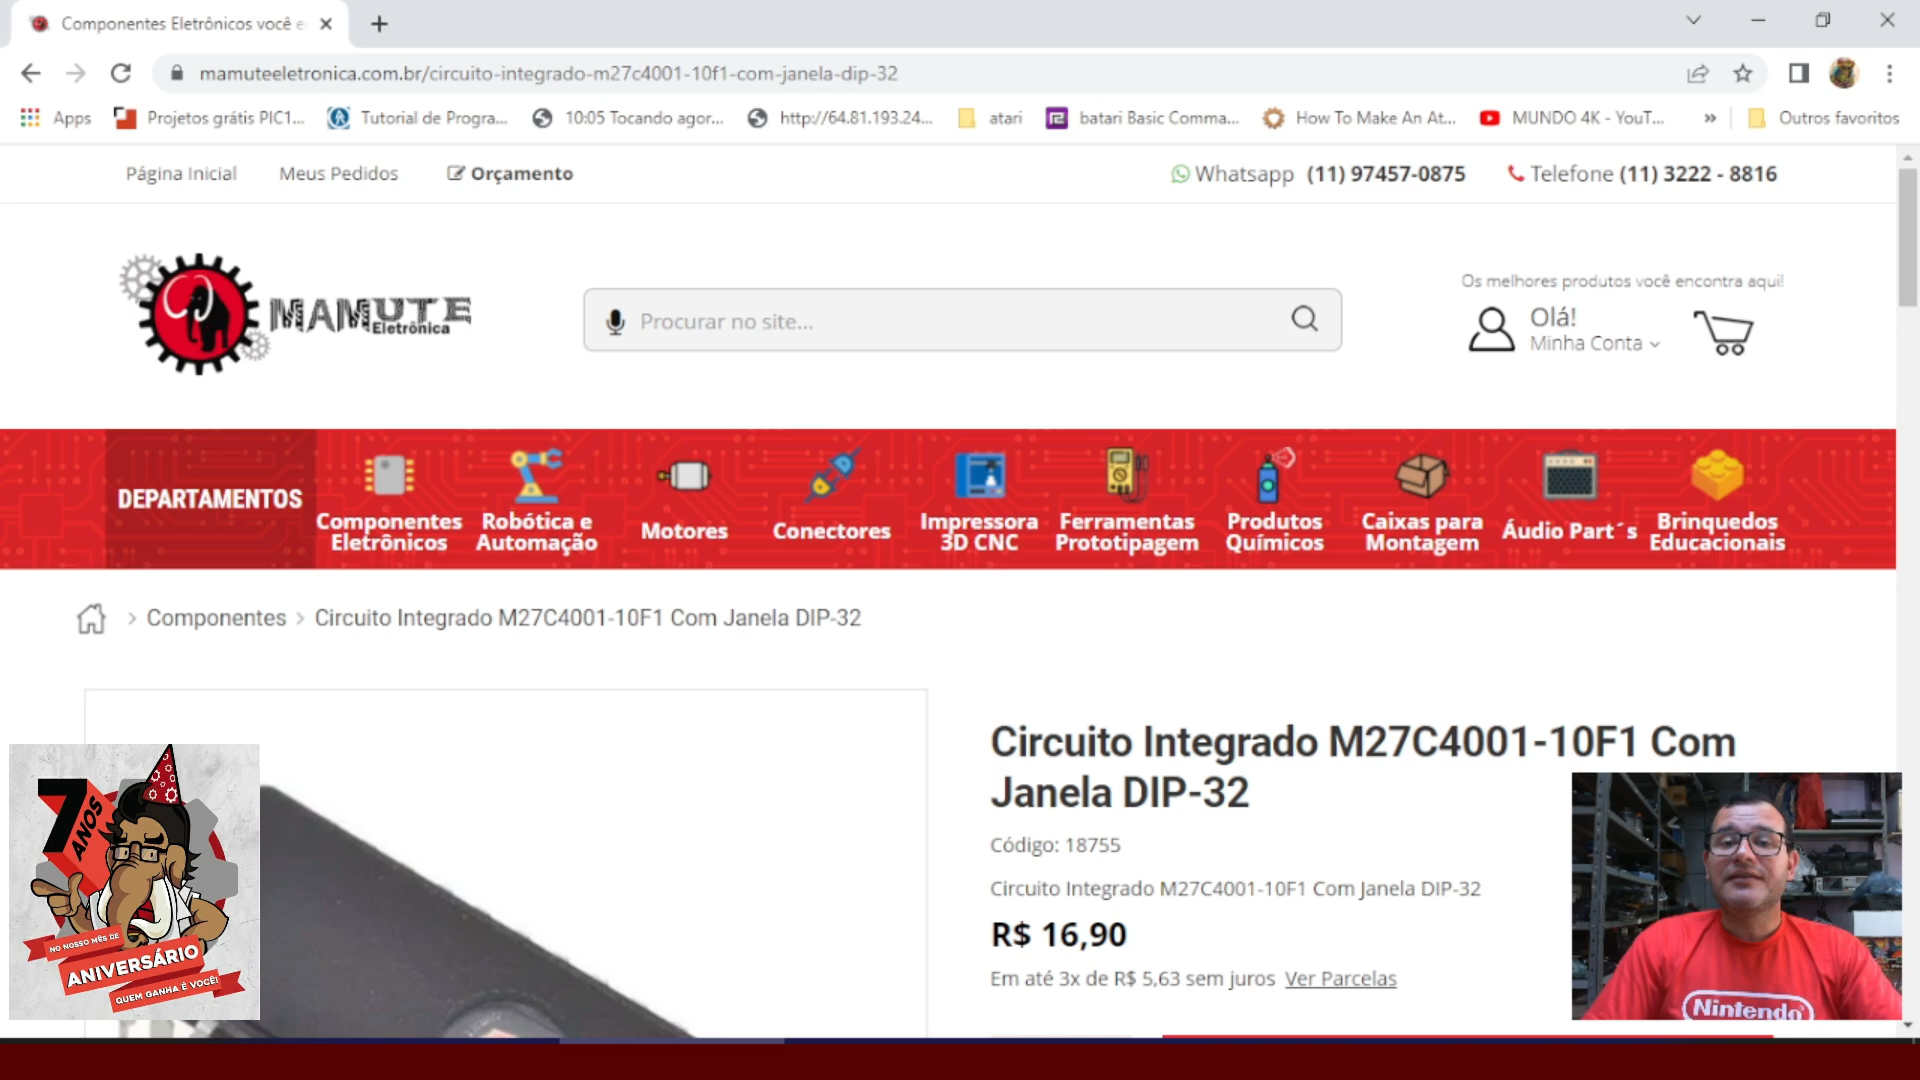 Componentes Eletrônicos você e
mamuteeletronica.com.br/circuito-integrado-m27c4001-10f1-com-janela-dip-32
Apps
Projetos grátis PIC1...
Tutorial de Progra...
10:05 Tocando agor...
http://64.81.193.24...
atari
batari Basic Comma...
How To Make An At...
MUNDO 4K - YouT...
»
Outros favoritos
Página Inicial
Meus Pedidos
Orçamento
Whatsapp (11) 97457-0875
Telefone (11) 3222 - 8816
MAMUTE
Eletrônica
Procurar no site...
Os melhores produtos você encontra aqui!
Olá!
Minha Conta
DEPARTAMENTOS
Componentes
Eletrônicos
Robótica e
Automação
Motores
Conectores
Impressora
3D CNC
Ferramentas
Prototipagem
Produtos
Químicos
Caixas para
Montagem
Áudio Part´s
Brinquedos
Educacionais
> Componentes > Circuito Integrado M27C4001-10F1 Com Janela DIP-32
Circuito Integrado M27C4001-10F1 Com
Janela DIP-32
Código: 18755
Circuito Integrado M27C4001-10F1 Com Janela DIP-32
R$ 16,90
Em até 3x de R$ 5,63 sem juros Ver Parcelas
7 ANOS
NO NOSSO MÊS DE
ANIVERSÁRIO
QUEM GANHA É VOCÊ!
Nintendo